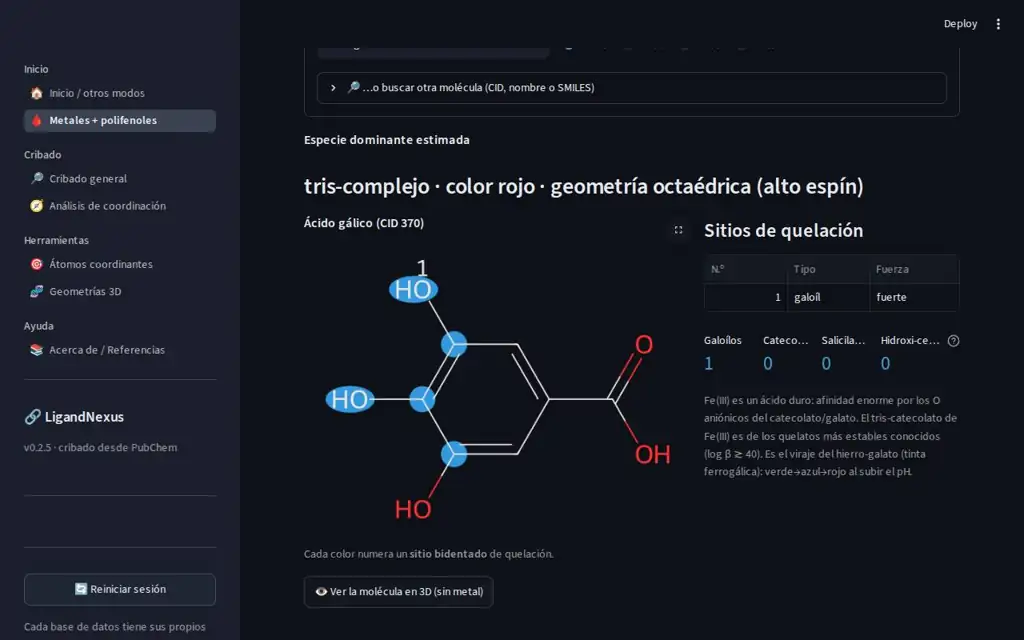 Deploy
Inicio
Inicio / otros modos
Metales + polifenoles
Cribado
Cribado general
Análisis de coordinación
Herramientas
Átomos coordinantes
Geometrías 3D
Ayuda
Acerca de / Referencias
LigandNexus
v0.2.5 · cribado desde PubChem
Reiniciar sesión
Cada base de datos tiene sus propios
…o buscar otra molécula (CID, nombre o SMILES)
Especie dominante estimada
tris-complejo · color rojo · geometría octaédrica (alto espín)
Ácido gálico (CID 370)
1
HO
HO
HO
O
OH
Cada color numera un sitio bidentado de quelación.
Ver la molécula en 3D (sin metal)
Sitios de quelación
N.º Tipo Fuerza
1 galoíl fuerte
Galoílos Cateco… Salicila… Hidroxi-ce…
1 0 0 0
Fe(III) es un ácido duro: afinidad enorme por los O
aniónicos del catecolato/galato. El tris-catecolato de
Fe(III) es de los quelatos más estables conocidos
(log β ≳ 40). Es el viraje del hierro-galato (tinta
ferrogálica): verde→azul→rojo al subir el pH.